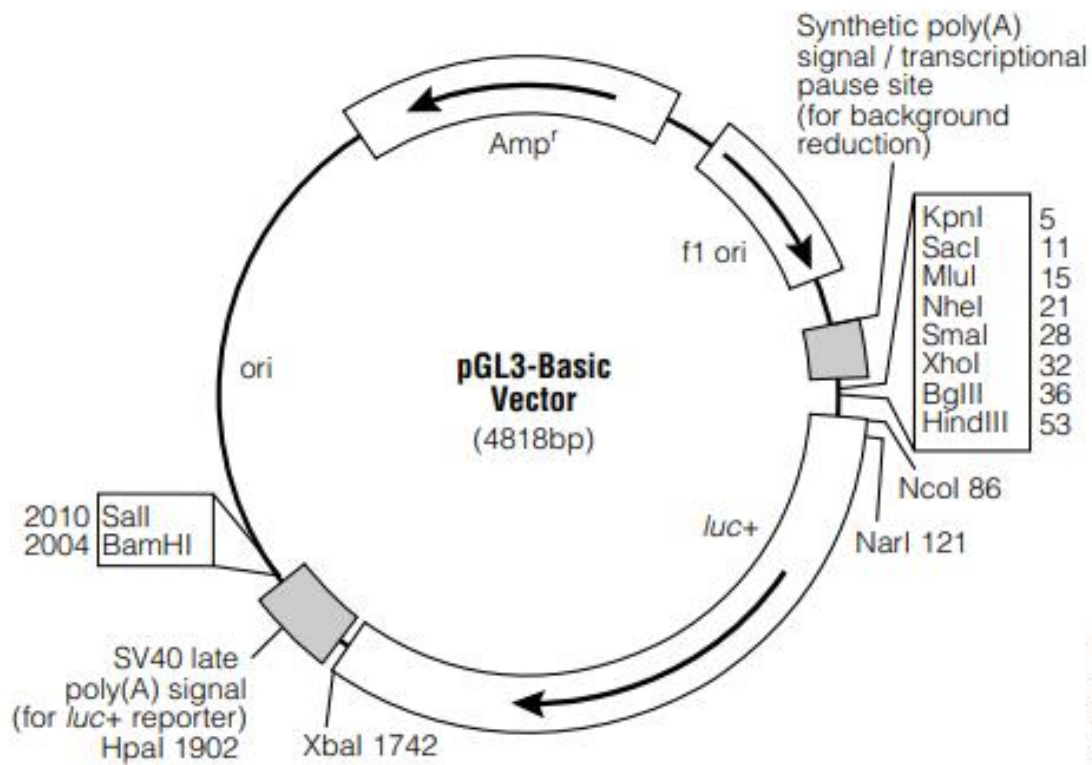 Synthetic poly(A)
signal / transcriptional
pause site
(for background
reduction)
Ampʳ
f1 ori
KpnI 5
SacI 11
MluI 15
NheI 21
SmaI 28
XhoI 32
BglII 36
HindIII 53
ori
pGL3-Basic
Vector
(4818bp)
NcoI 86
NarI 121
luc+
2010 SalI
2004 BamHI
SV40 late
poly(A) signal
(for luc+ reporter)
HpaI 1902
XbaI 1742